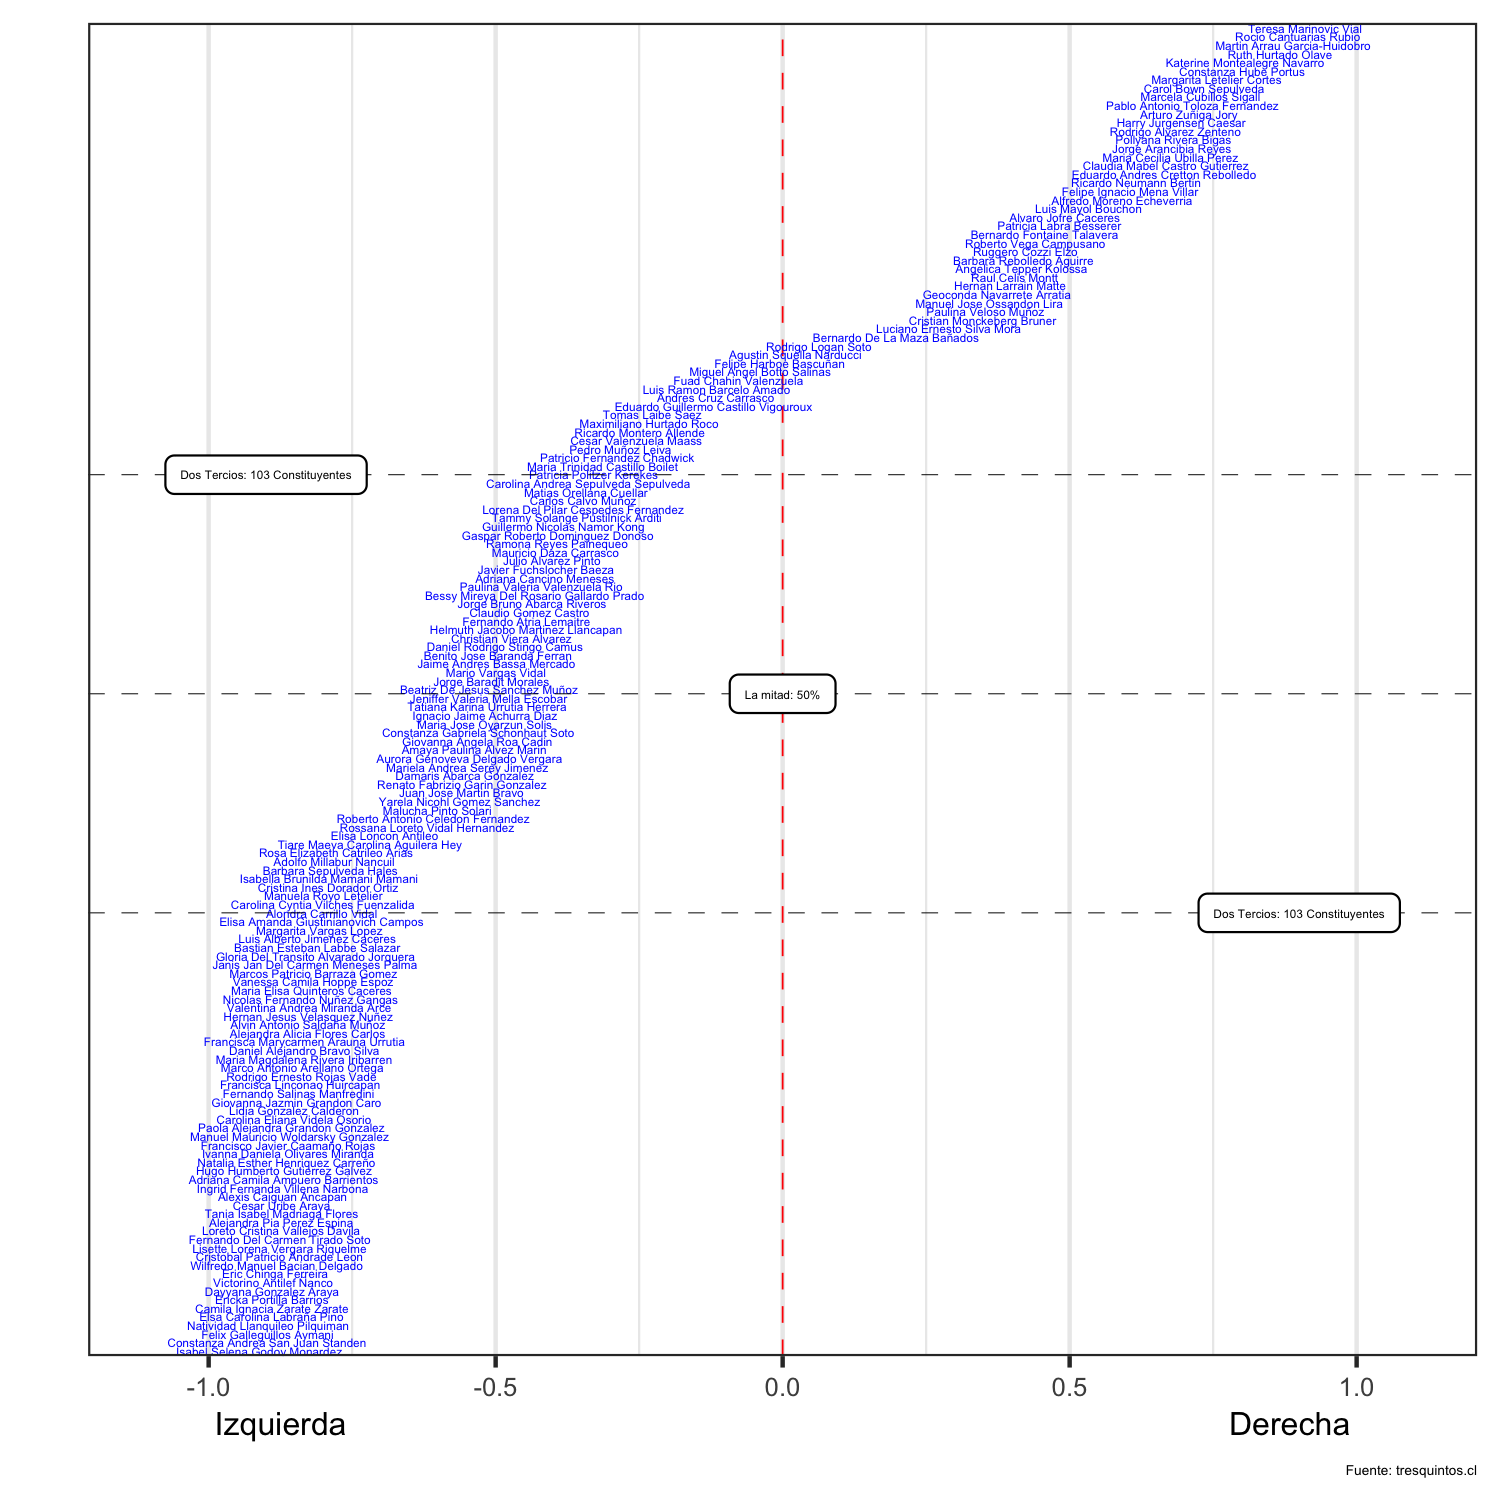 Teresa Marinovic Vial
Rocio Cantuarias Rubio
Martin Arrau Garcia-Huidobro
Ruth Hurtado Olave
Katerine Montealegre Navarro
Constanza Hube Portus
Margarita Letelier Cortes
Carol Bown Sepulveda
Marcela Cubillos Sigall
Pablo Antonio Toloza Fernandez
Arturo Zuñiga Jory
Harry Jurgensen Caesar
Rodrigo Alvarez Zenteno
Pollyana Rivera Bigas
Jorge Arancibia Reyes
Maria Cecilia Ubilla Perez
Claudia Mabel Castro Gutierrez
Eduardo Andres Cretton Rebolledo
Ricardo Neumann Bertin
Felipe Ignacio Mena Villar
Alfredo Moreno Echeverria
Luis Mayol Bouchon
Alvaro Jofre Caceres
Patricia Labra Besserer
Bernardo Fontaine Talavera
Roberto Vega Campusano
Ruggero Cozzi Elzo
Barbara Rebolledo Aguirre
Angelica Tepper Kolossa
Raul Celis Montt
Hernan Larrain Matte
Geoconda Navarrete Arratia
Manuel Jose Ossandon Lira
Paulina Veloso Muñoz
Cristian Monckeberg Bruner
Luciano Ernesto Silva Mora
Bernardo De La Maza Bañados
Rodrigo Logan Soto
Agustin Squella Narducci
Felipe Harboe Bascuñan
Miguel Angel Botto Salinas
Fuad Chahin Valenzuela
Luis Ramon Barcelo Amado
Andres Cruz Carrasco
Eduardo Guillermo Castillo Vigouroux
Tomas Laibe Saez
Maximiliano Hurtado Roco
Ricardo Montero Allende
Cesar Valenzuela Maass
Pedro Muñoz Leiva
Patricio Fernandez Chadwick
Maria Trinidad Castillo Boilet
Dos Tercios: 103 Constituyentes
Patricia Politzer Kerekes
Carolina Andrea Sepulveda Sepulveda
Matias Orellana Cuellar
Carlos Calvo Muñoz
Lorena Del Pilar Cespedes Fernandez
Tammy Solange Pustilnick Arditi
Guillermo Nicolas Namor Kong
Gaspar Roberto Dominguez Donoso
Ramona Reyes Painequeo
Mauricio Daza Carrasco
Julio Alvarez Pinto
Javier Fuchslocher Baeza
Adriana Cancino Meneses
Paulina Valeria Valenzuela Rio
Bessy Mireya Del Rosario Gallardo Prado
Jorge Bruno Abarca Riveros
Claudio Gomez Castro
Fernando Atria Lemaitre
Helmuth Jacobo Martinez Llancapan
Christian Viera Alvarez
Daniel Rodrigo Stingo Camus
Benito Jose Baranda Ferran
Jaime Andres Bassa Mercado
Mario Vargas Vidal
Jorge Baradit Morales
Beatriz De Jesus Sanchez Muñoz
La mitad: 50%
Jeniffer Valeria Mella Escobar
Tatiana Karina Urrutia Herrera
Ignacio Jaime Achurra Diaz
Maria Jose Oyarzun Solis
Constanza Gabriela Schonhaut Soto
Giovanna Angela Roa Cadin
Amaya Paulina Alvez Marin
Aurora Genoveva Delgado Vergara
Mariela Andrea Serey Jimenez
Damaris Abarca Gonzalez
Renato Fabrizio Garin Gonzalez
Juan Jose Martin Bravo
Yarela Nicohl Gomez Sanchez
Malucha Pinto Solari
Roberto Antonio Celedon Fernandez
Rossana Loreto Vidal Hernandez
Elisa Loncon Antileo
Tiare Maeva Carolina Aguilera Hey
Rosa Elizabeth Catrileo Arias
Adolfo Millabur Nancuil
Barbara Sepulveda Hales
Isabella Brunilda Mamani Mamani
Cristina Ines Dorador Ortiz
Manuela Royo Letelier
Carolina Cyntia Vilches Fuenzalida
Alondra Carrillo Vidal
Dos Tercios: 103 Constituyentes
Elisa Amanda Giustinianovich Campos
Margarita Vargas Lopez
Luis Alberto Jimenez Caceres
Bastian Esteban Labbe Salazar
Gloria Del Transito Alvarado Jorquera
Janis Jan Del Carmen Meneses Palma
Marcos Patricio Barraza Gomez
Vanessa Camila Hoppe Espoz
Maria Elisa Quinteros Caceres
Nicolas Fernando Nuñez Gangas
Valentina Andrea Miranda Arce
Hernan Jesus Velasquez Nuñez
Alvin Antonio Saldaña Muñoz
Alejandra Alicia Flores Carlos
Francisca Marycarmen Arauna Urrutia
Daniel Alejandro Bravo Silva
Maria Magdalena Rivera Iribarren
Marco Antonio Arellano Ortega
Rodrigo Ernesto Rojas Vade
Francisca Linconao Huircapan
Fernando Salinas Manfredini
Giovanna Jazmin Grandon Caro
Lidia Gonzalez Calderon
Carolina Eliana Videla Osorio
Paola Alejandra Grandon Gonzalez
Manuel Mauricio Woldarsky Gonzalez
Francisco Javier Caamaño Rojas
Ivanna Daniela Olivares Miranda
Natalia Esther Henriquez Carreño
Hugo Humberto Gutierrez Galvez
Adriana Camila Ampuero Barrientos
Ingrid Fernanda Villena Narbona
Alexis Caiguan Ancapan
Cesar Uribe Araya
Tania Isabel Madriaga Flores
Alejandra Pia Perez Espina
Loreto Cristina Vallejos Davila
Fernando Del Carmen Tirado Soto
Lisette Lorena Vergara Riquelme
Cristobal Patricio Andrade Leon
Wilfredo Manuel Bacian Delgado
Eric Chinga Ferreira
Victorino Antilef Ñanco
Dayyana Gonzalez Araya
Ericka Portilla Barrios
Camila Ignacia Zarate Zarate
Elsa Carolina Labraña Pino
Natividad Llanquileo Pilquiman
Felix Galleguillos Aymani
Constanza Andrea San Juan Standen
Isabel Selena Godoy Monardez
-1.0 -0.5 0.0 0.5 1.0
Izquierda Derecha
Fuente: tresquintos.cl